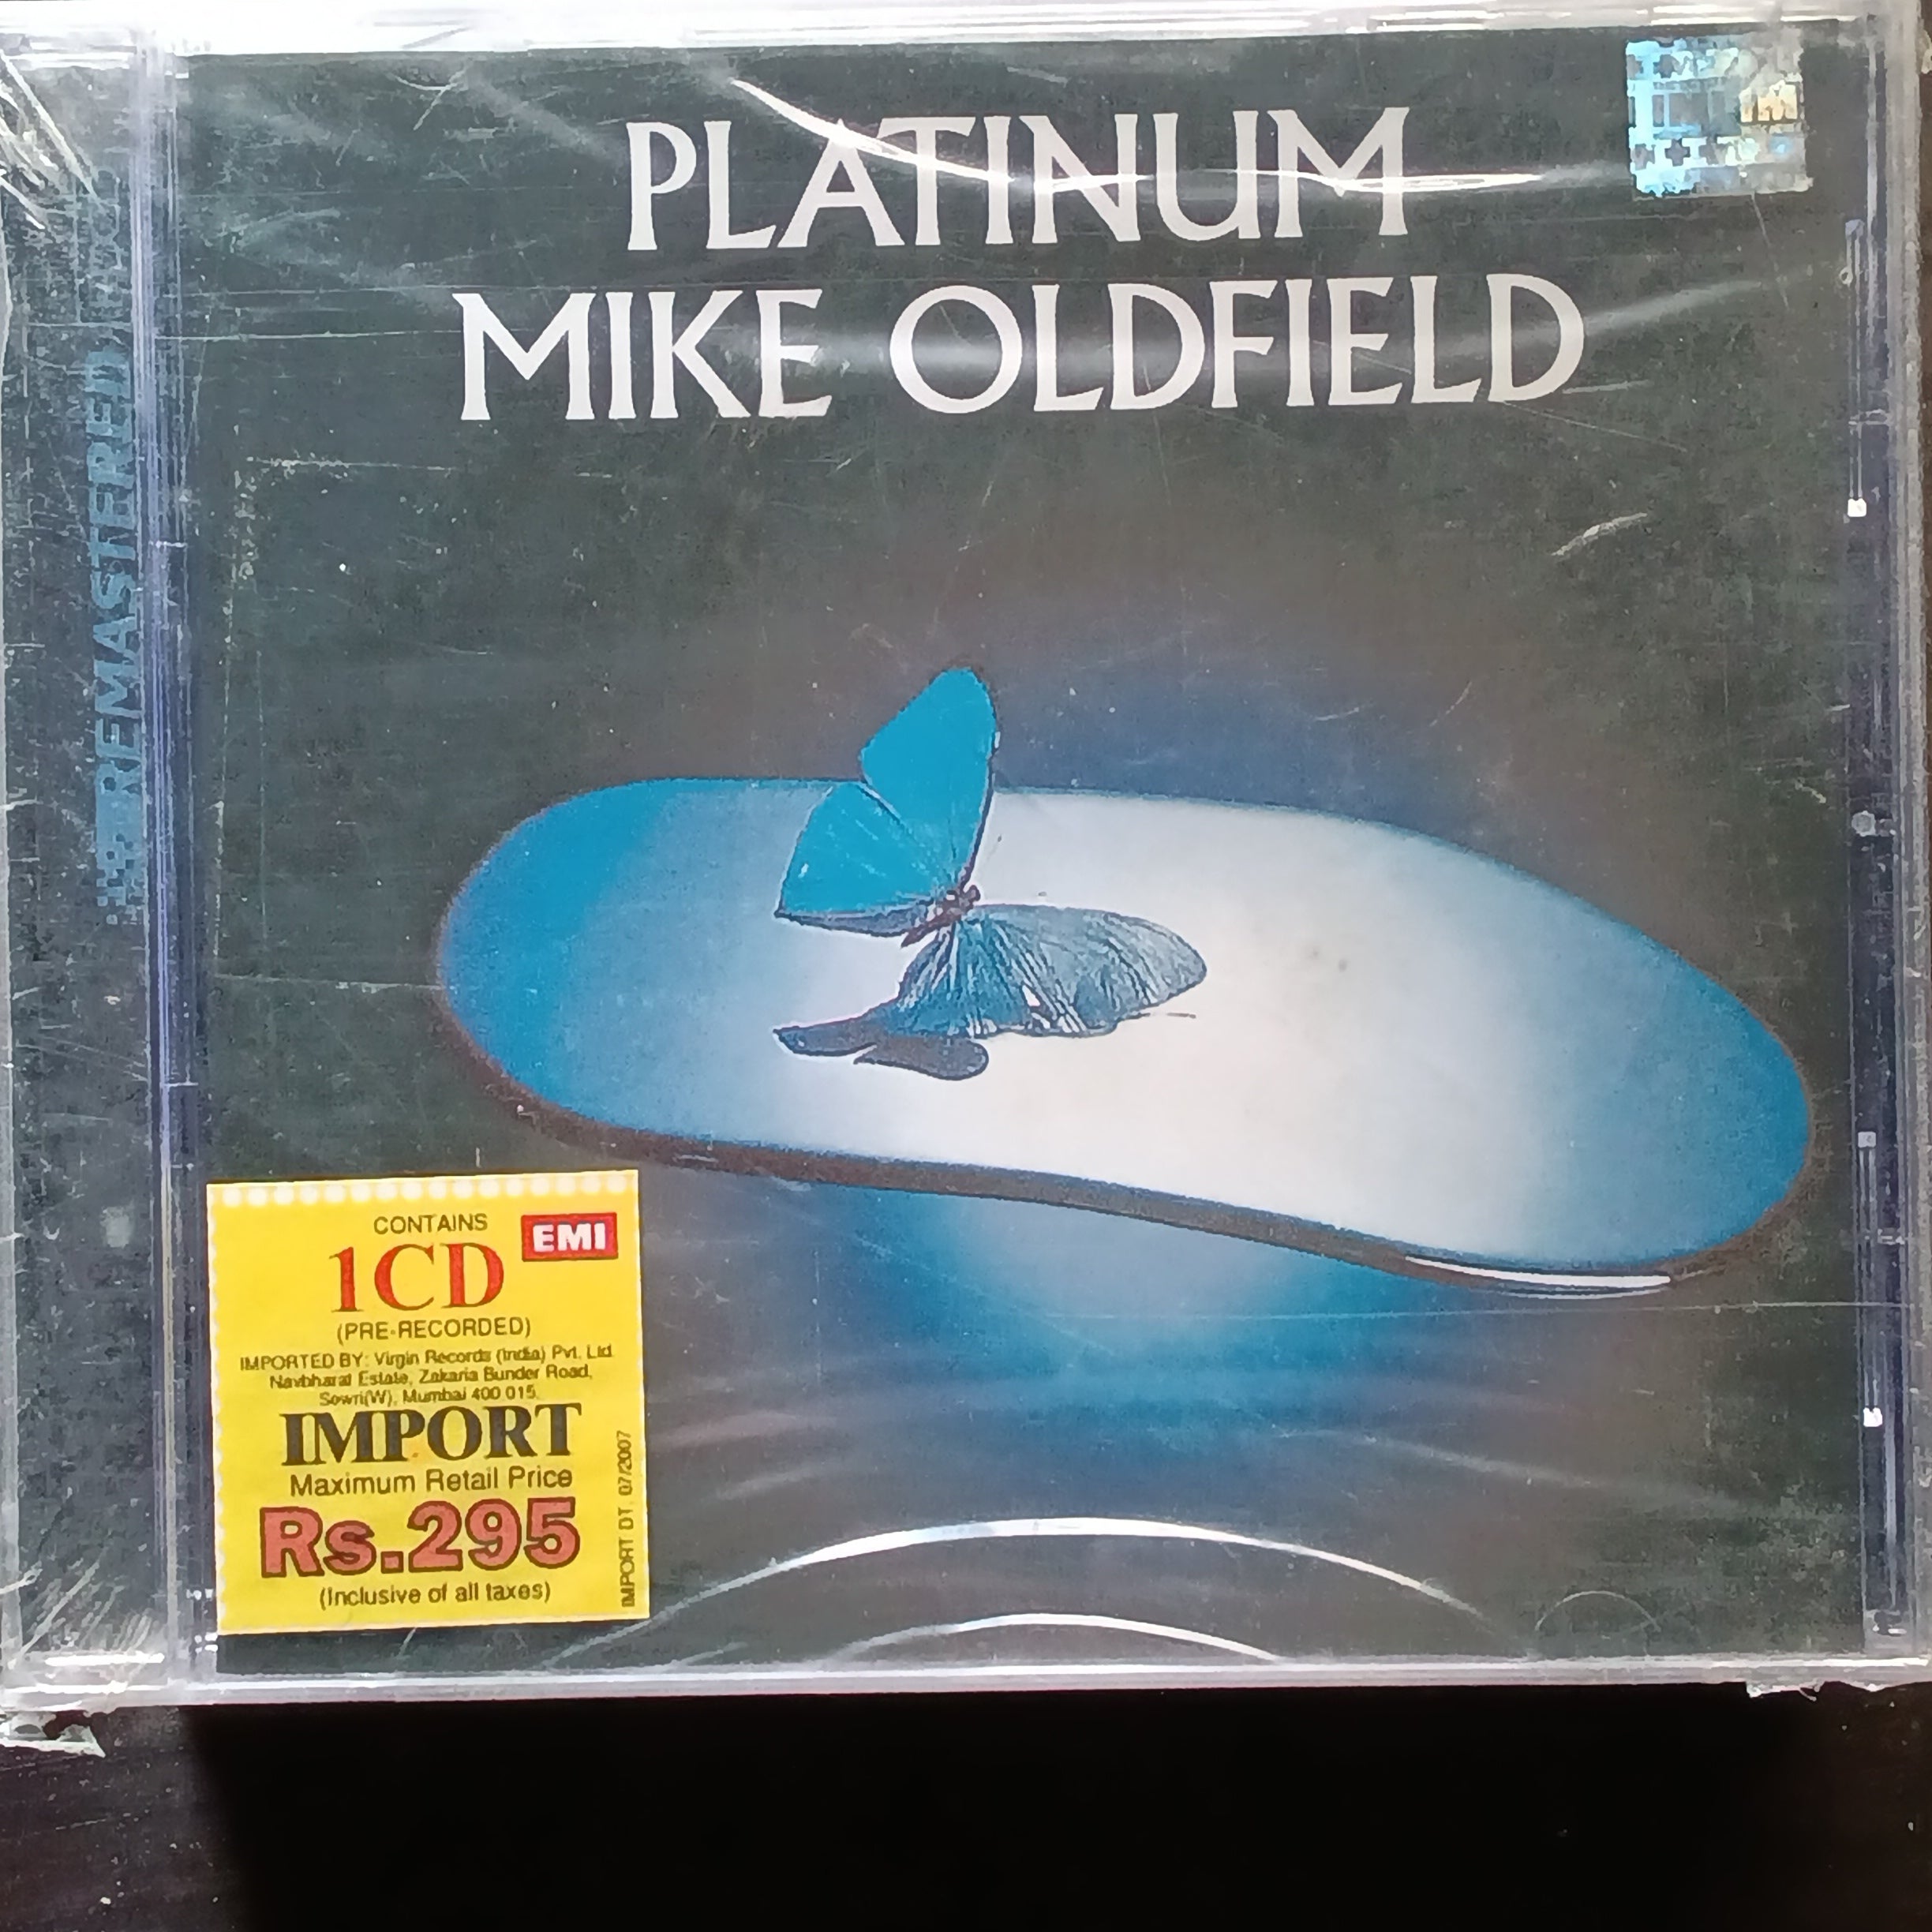 PLATINUM
MIKE OLDFIELD
REMASTERED
CONTAINS
1CD
EMI
(PRE-RECORDED)
IMPORTED BY: Virgin Records (India) Pvt. Ltd.
Navbharat Estate, Zakaria Bunder Road,
Sewri(W), Mumbai 400 015.
IMPORT
Maximum Retail Price
Rs.295
(Inclusive of all taxes)
IMPORT DT. 07/2007